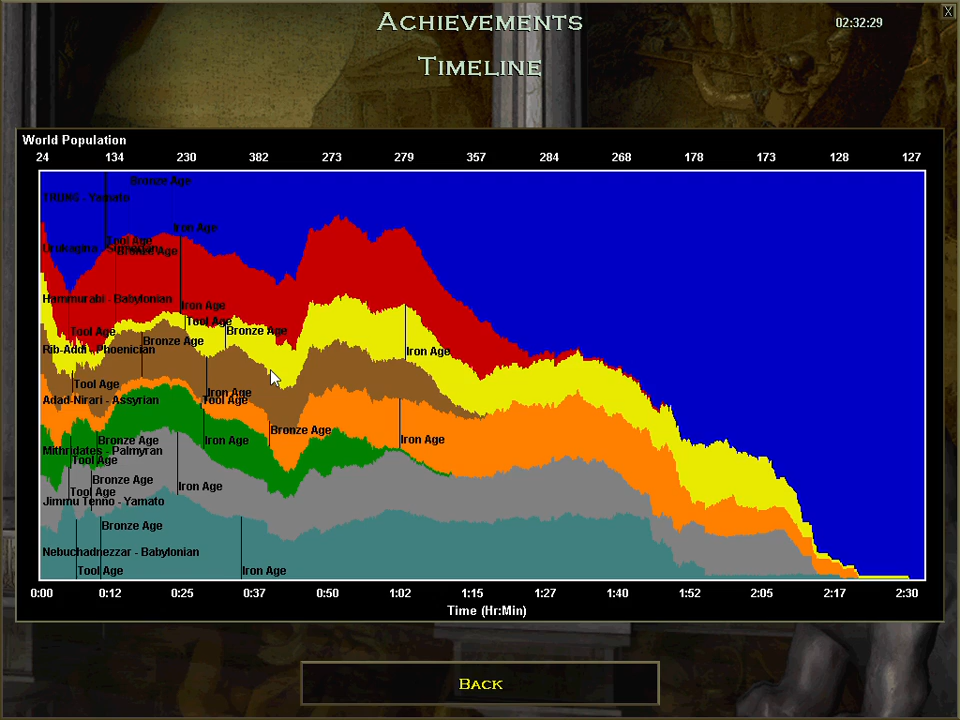 ACHIEVEMENTS
02:32:29
X
TIMELINE
World Population
24 134 230 382 273 279 357 284 268 178 173 128 127
Bronze Age
- Yamato
Iron Age
Tool Age
Urukagina
Bronze Age
Hammurabi - Babylonian
Iron Age
Tool Age
Tool Age
Bronze Age
Bronze Age
Rib-Addi - Phoenician
Iron Age
Tool Age
Iron Age
Adad-Nirari - Assyrian
Tool Age
Bronze Age
Bronze Age
Iron Age
Iron Age
Mithridates - Palmyran
Tool Age
Bronze Age
Iron Age
Tool Age
Jimmu Tenno - Yamato
Bronze Age
Nebuchadnezzar - Babylonian
Tool Age
Iron Age
0:00 0:12 0:25 0:37 0:50 1:02 1:15 1:27 1:40 1:52 2:05 2:17 2:30
Time (Hr:Min)
BACK